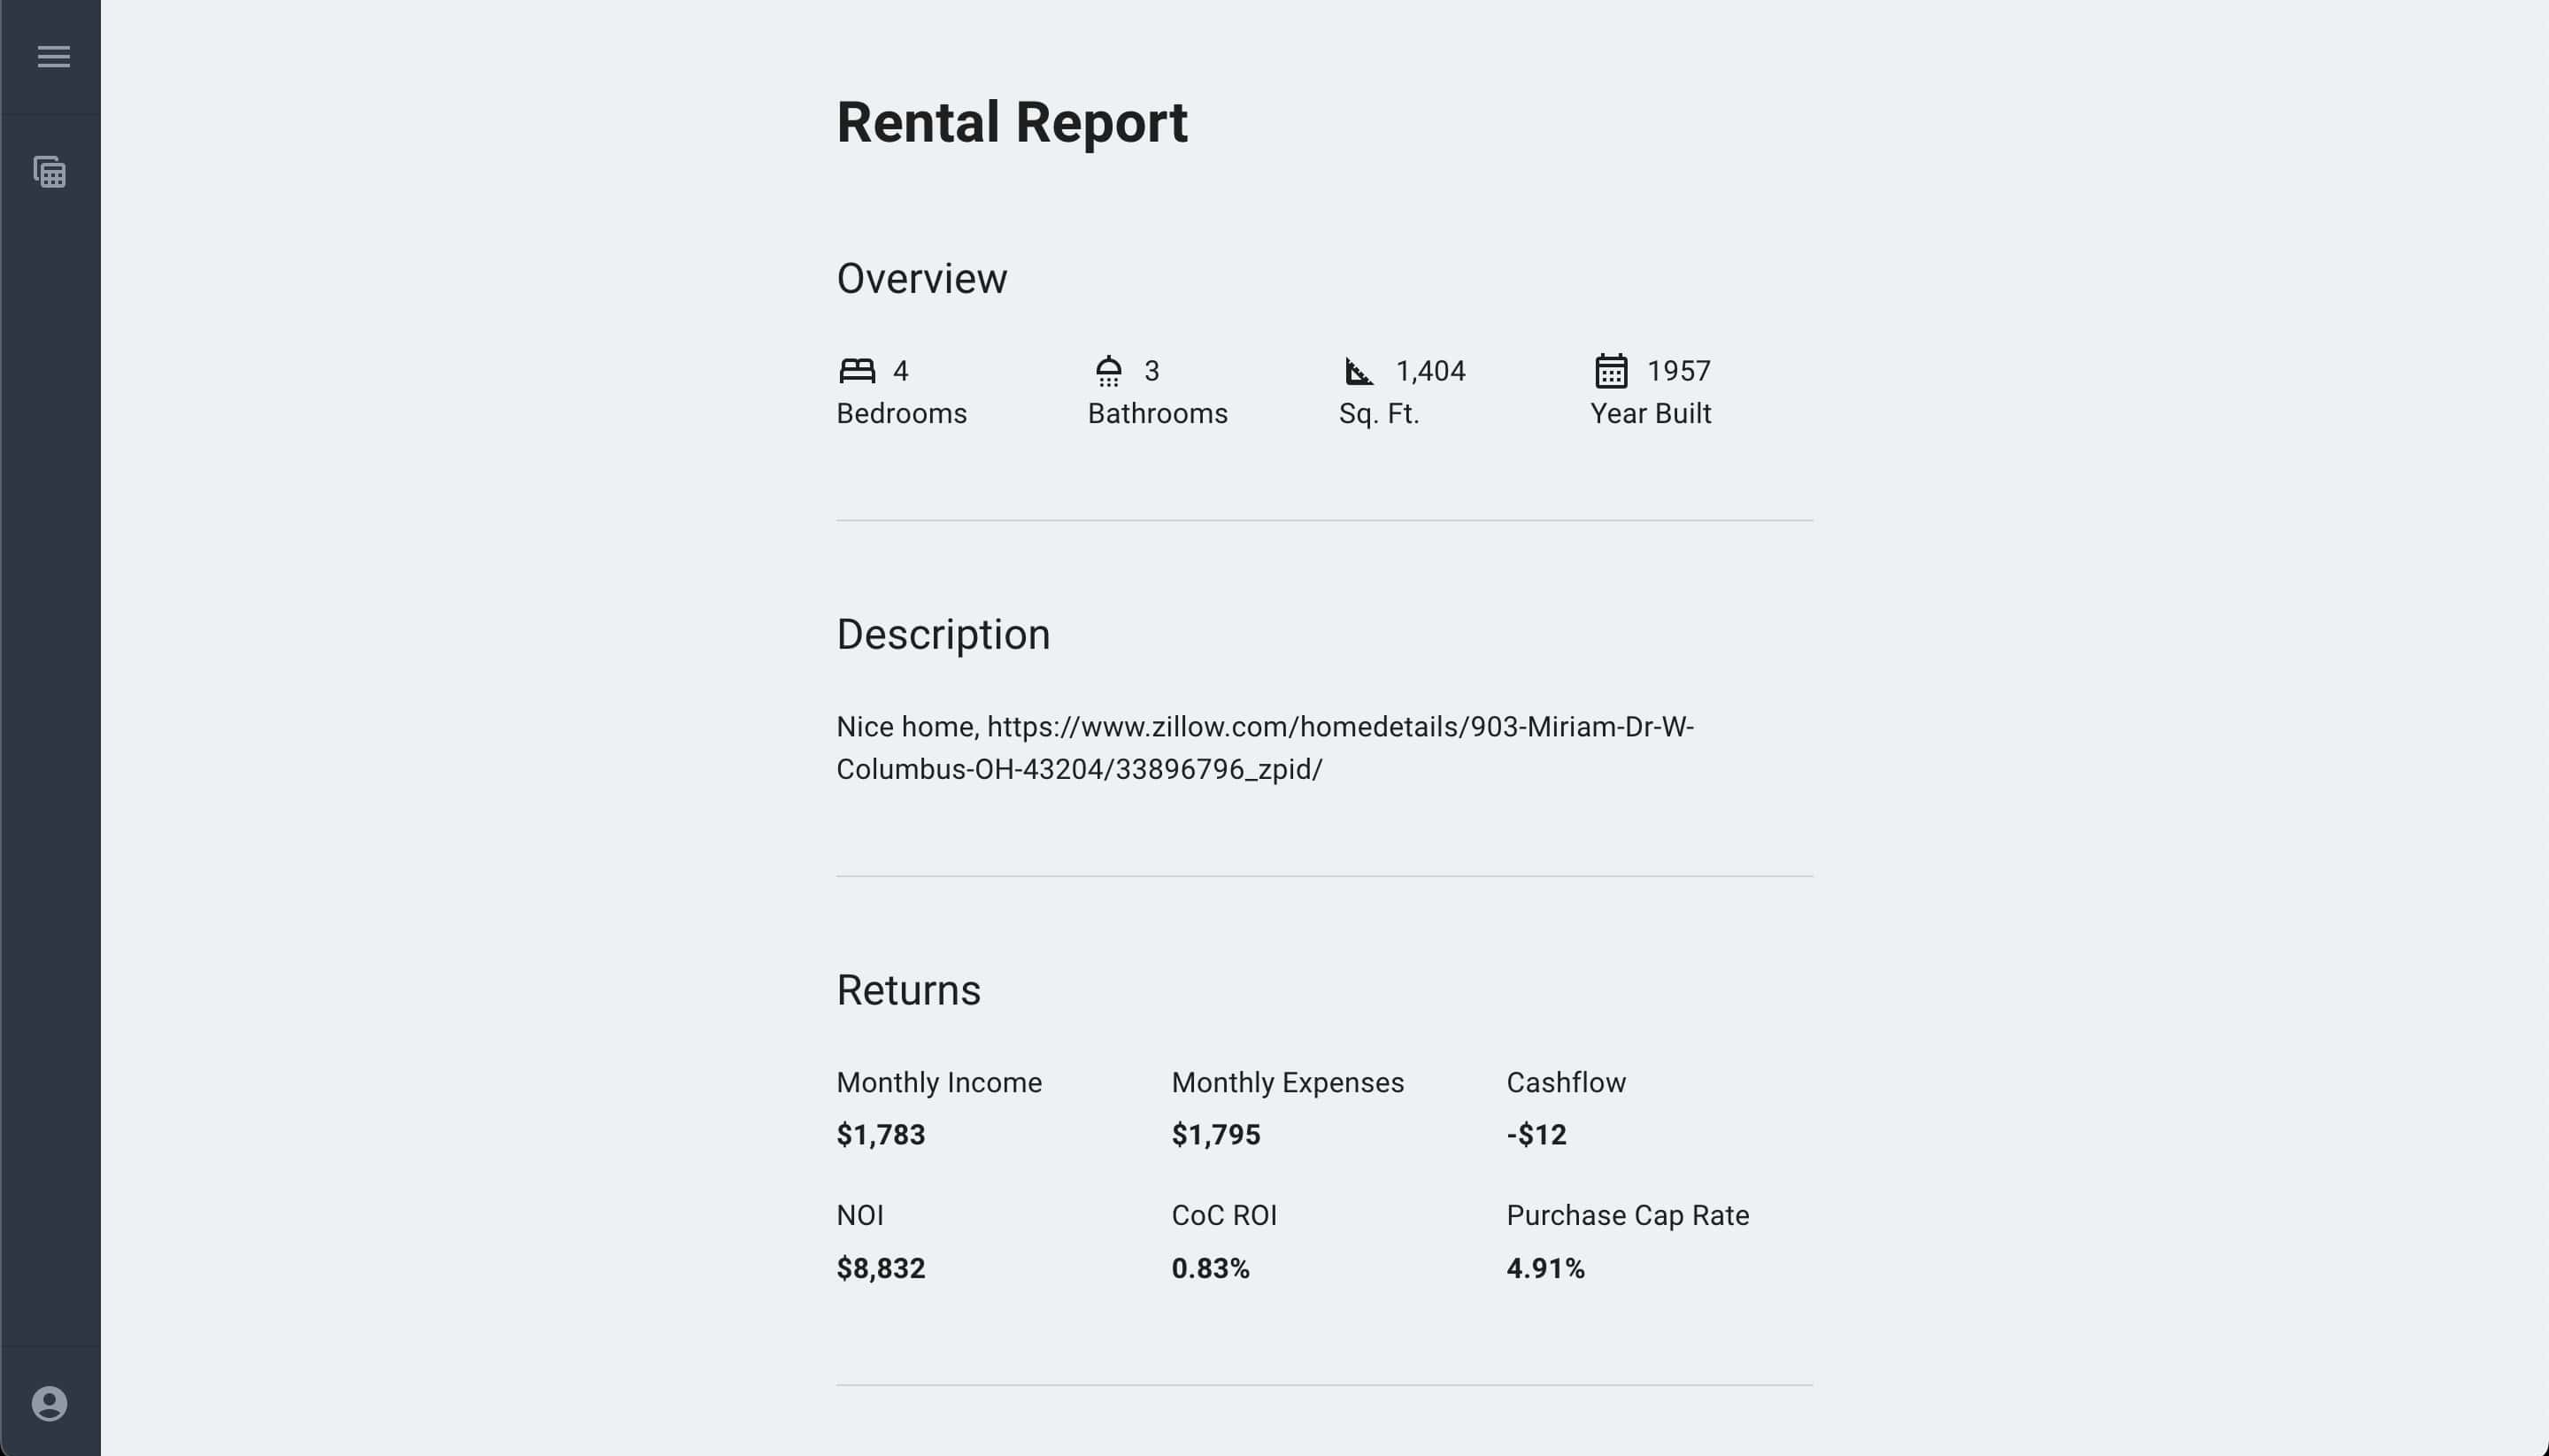 Rental Report
Overview
4
Bedrooms
3
Bathrooms
1,404
Sq. Ft.
1957
Year Built
Description
Nice home, https://www.zillow.com/homedetails/903-Miriam-Dr-W-
Columbus-OH-43204/33896796_zpid/
Returns
Monthly Income
$1,783
Monthly Expenses
$1,795
Cashflow
-$12
NOI
$8,832
CoC ROI
0.83%
Purchase Cap Rate
4.91%